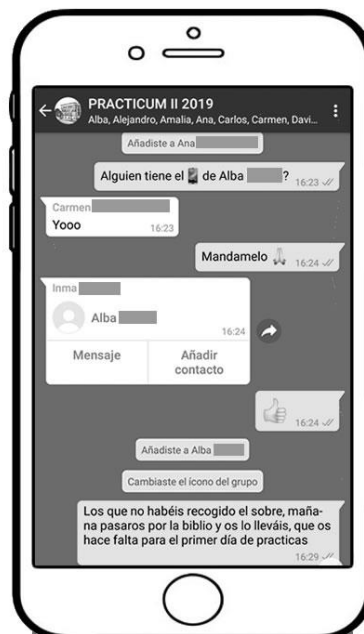 PRACTICUM II 2019
Alba, Alejandro, Amalia, Ana, Carlos, Carmen, Davi...
Añadiste a Ana
Alguien tiene el 📱 de Alba ?
16:23
Carmen
Yooo
16:23
Mandamelo 🙏
16:24
Inma
Alba
16:24
Mensaje Añadir
contacto
👍
16:24
Añadiste a Alba
Cambiaste el ícono del grupo
Los que no habéis recogido el sobre, maña-
na pasaros por la biblio y os lo lleváis, que os
hace falta para el primer día de practicas
16:29